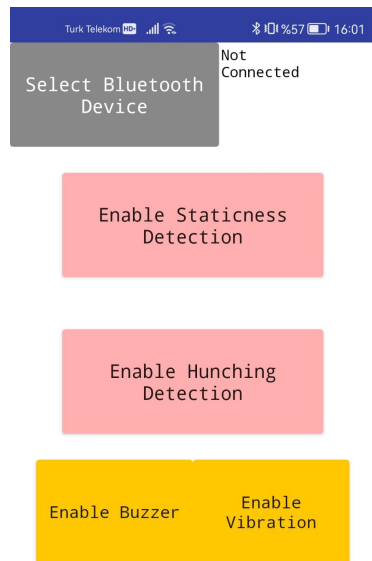 Turk Telekom HD %57 16:01
Select Bluetooth
Device
Not
Connected
Enable Staticness
Detection
Enable Hunching
Detection
Enable Buzzer
Enable
Vibration